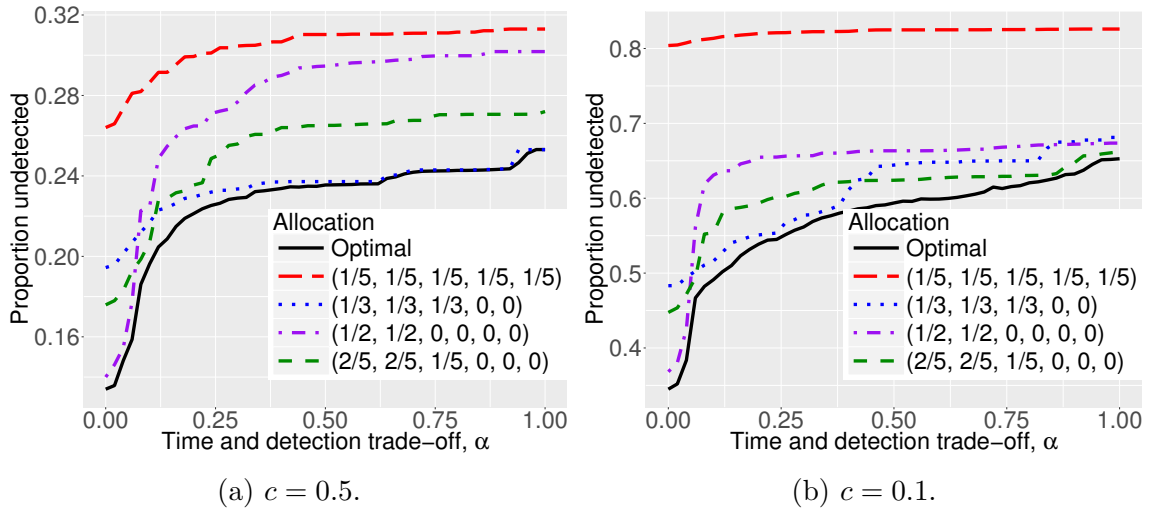 0.32
0.28
0.24
0.20
0.16
Proportion undetected
Allocation
Optimal
(1/5, 1/5, 1/5, 1/5, 1/5)
(1/3, 1/3, 1/3, 0, 0)
(1/2, 1/2, 0, 0, 0, 0)
(2/5, 2/5, 1/5, 0, 0, 0)
0.00 0.25 0.50 0.75 1.00
Time and detection trade−off, α
(a) c = 0.5.
0.8
0.7
0.6
0.5
0.4
Proportion undetected
Allocation
Optimal
(1/5, 1/5, 1/5, 1/5, 1/5)
(1/3, 1/3, 1/3, 0, 0)
(1/2, 1/2, 0, 0, 0, 0)
(2/5, 2/5, 1/5, 0, 0, 0)
0.00 0.25 0.50 0.75 1.00
Time and detection trade−off, α
(b) c = 0.1.